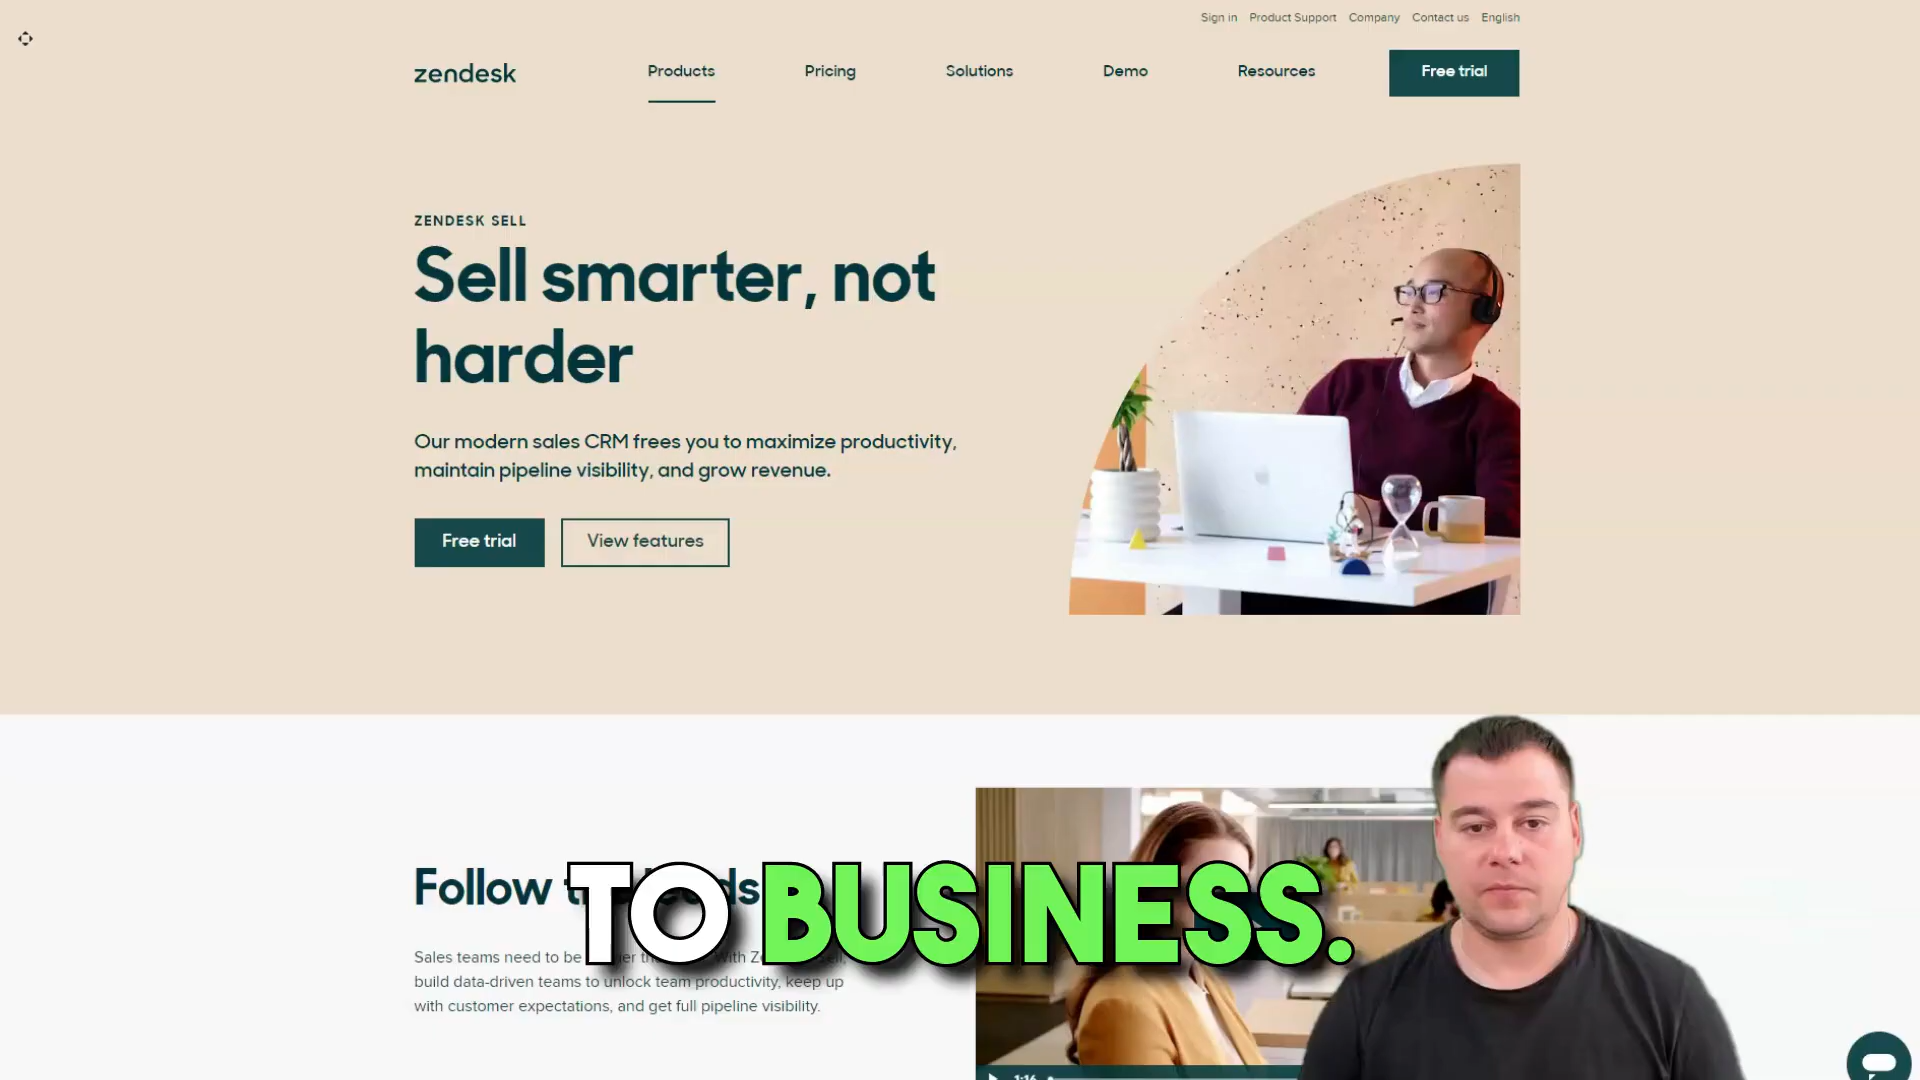 Sign in Product Support Company Contact us English
zendesk Products Pricing Solutions Demo Resources Free trial
ZENDESK SELL
Sell smarter, not
harder
Our modern sales CRM frees you to maximize productivity,
maintain pipeline visibility, and grow revenue.
Free trial View features
Follow
TO BUSINESS.
Sales teams need to be
build data-driven teams to unlock team productivity, keep up
with customer expectations, and get full pipeline visibility.
1:16